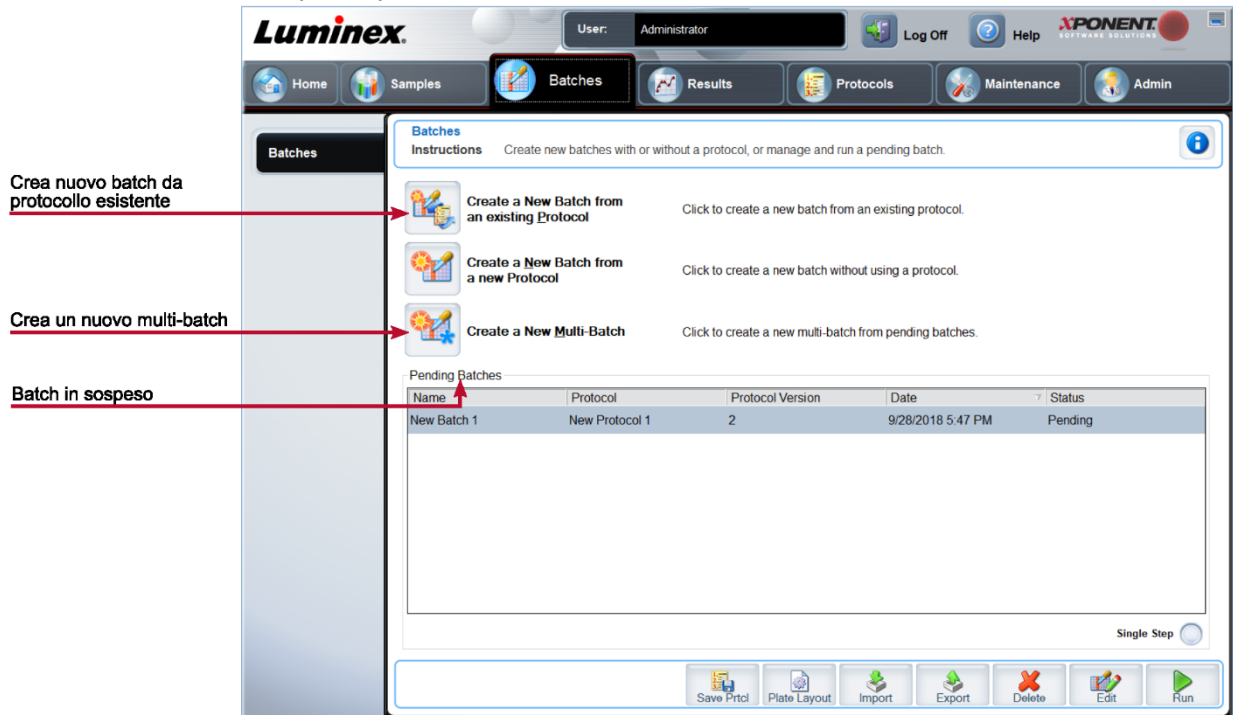 Luminex.
User: Administrator
Log Off
Help
XPONENT.
SOFTWARE SOLUTIONS
Home
Samples
Batches
Results
Protocols
Maintenance
Admin
Batches
Batches
Instructions Create new batches with or without a protocol, or manage and run a pending batch.
Crea nuovo batch da
protocollo esistente
Create a New Batch from
an existing Protocol
Click to create a new batch from an existing protocol.
Create a New Batch from
a new Protocol
Click to create a new batch without using a protocol.
Crea un nuovo multi-batch
Create a New Multi-Batch
Click to create a new multi-batch from pending batches.
Batch in sospeso
Pending Batches
Name Protocol Protocol Version Date Status
New Batch 1 New Protocol 1 2 9/28/2018 5:47 PM Pending
Single Step
Save Prtcl
Plate Layout
Import
Export
Delete
Edit
Run